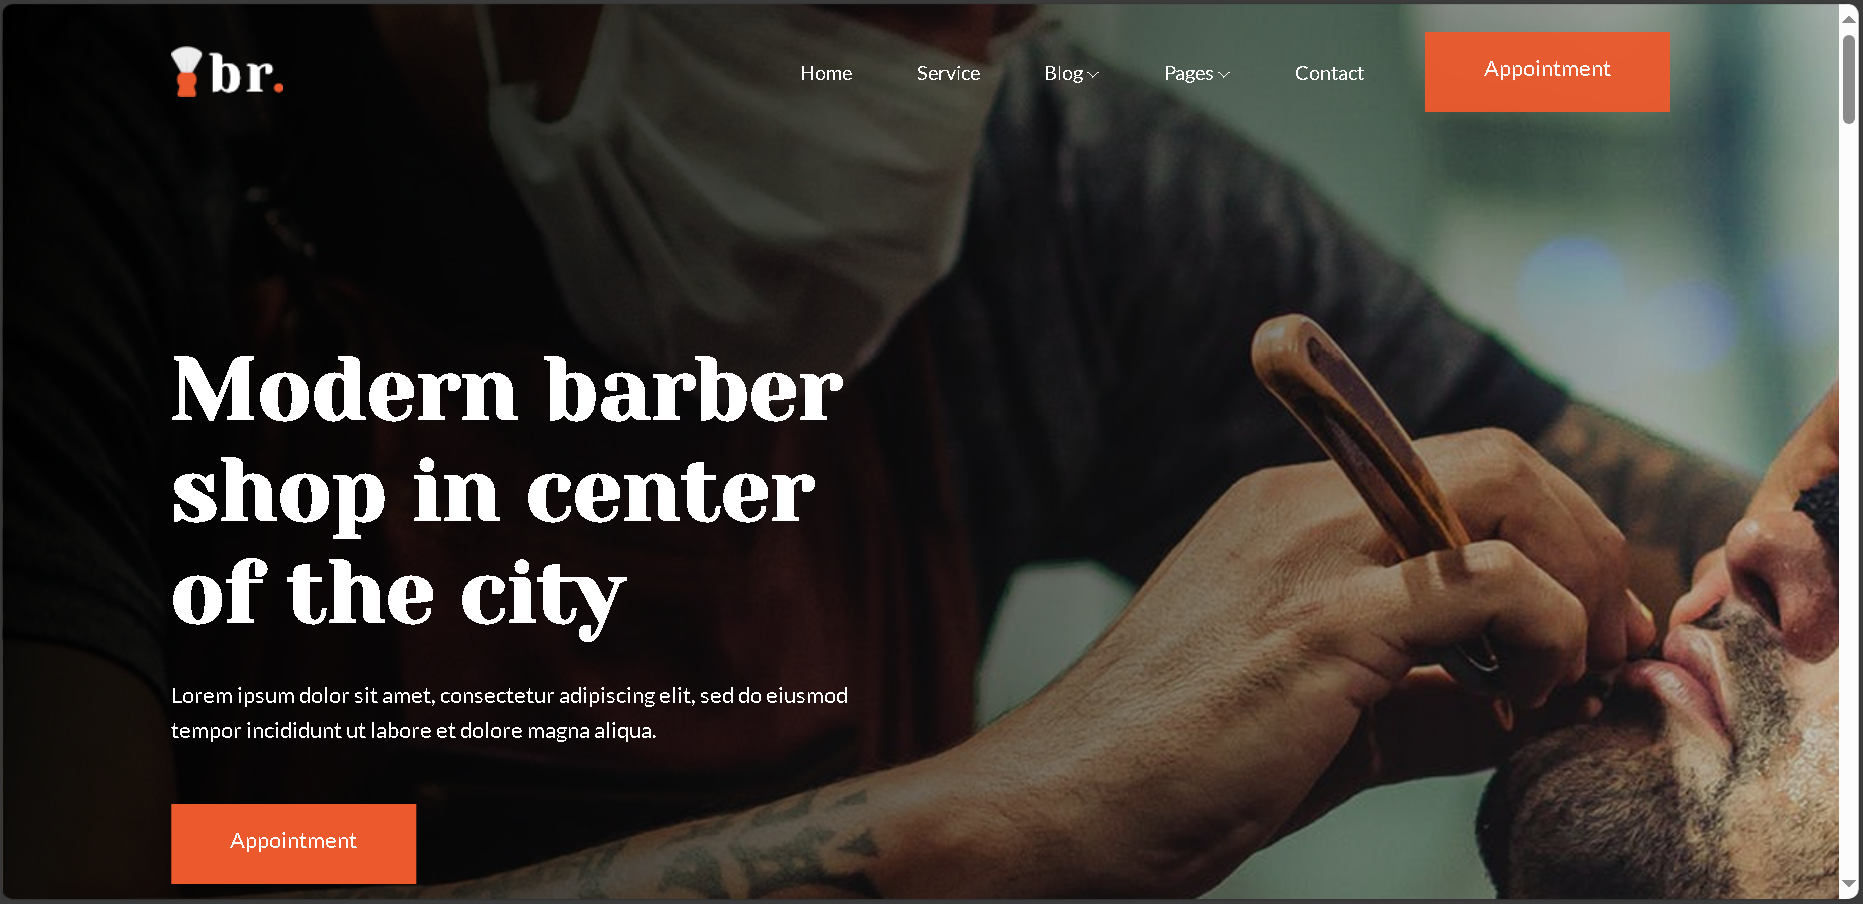 br.
Home
Service
Blog
Pages
Contact
Appointment
Modern barber
shop in center
of the city
Lorem ipsum dolor sit amet, consectetur adipiscing elit, sed do eiusmod
tempor incididunt ut labore et dolore magna aliqua.
Appointment